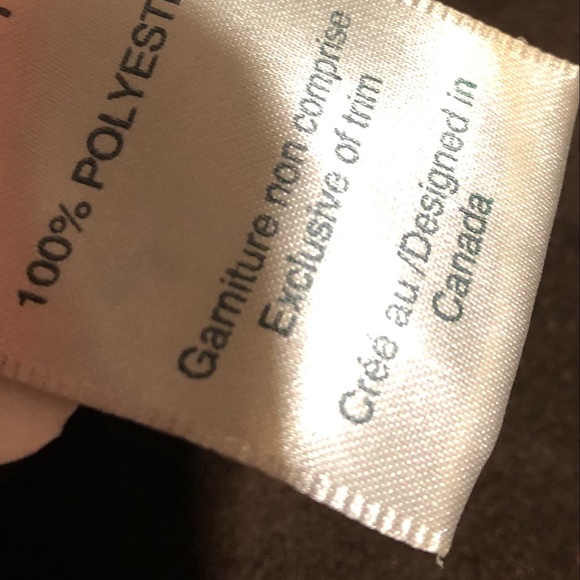 100% POLYEST
Garniture non comprise
Exclusive of trim
Créé au /Designed in
Canada